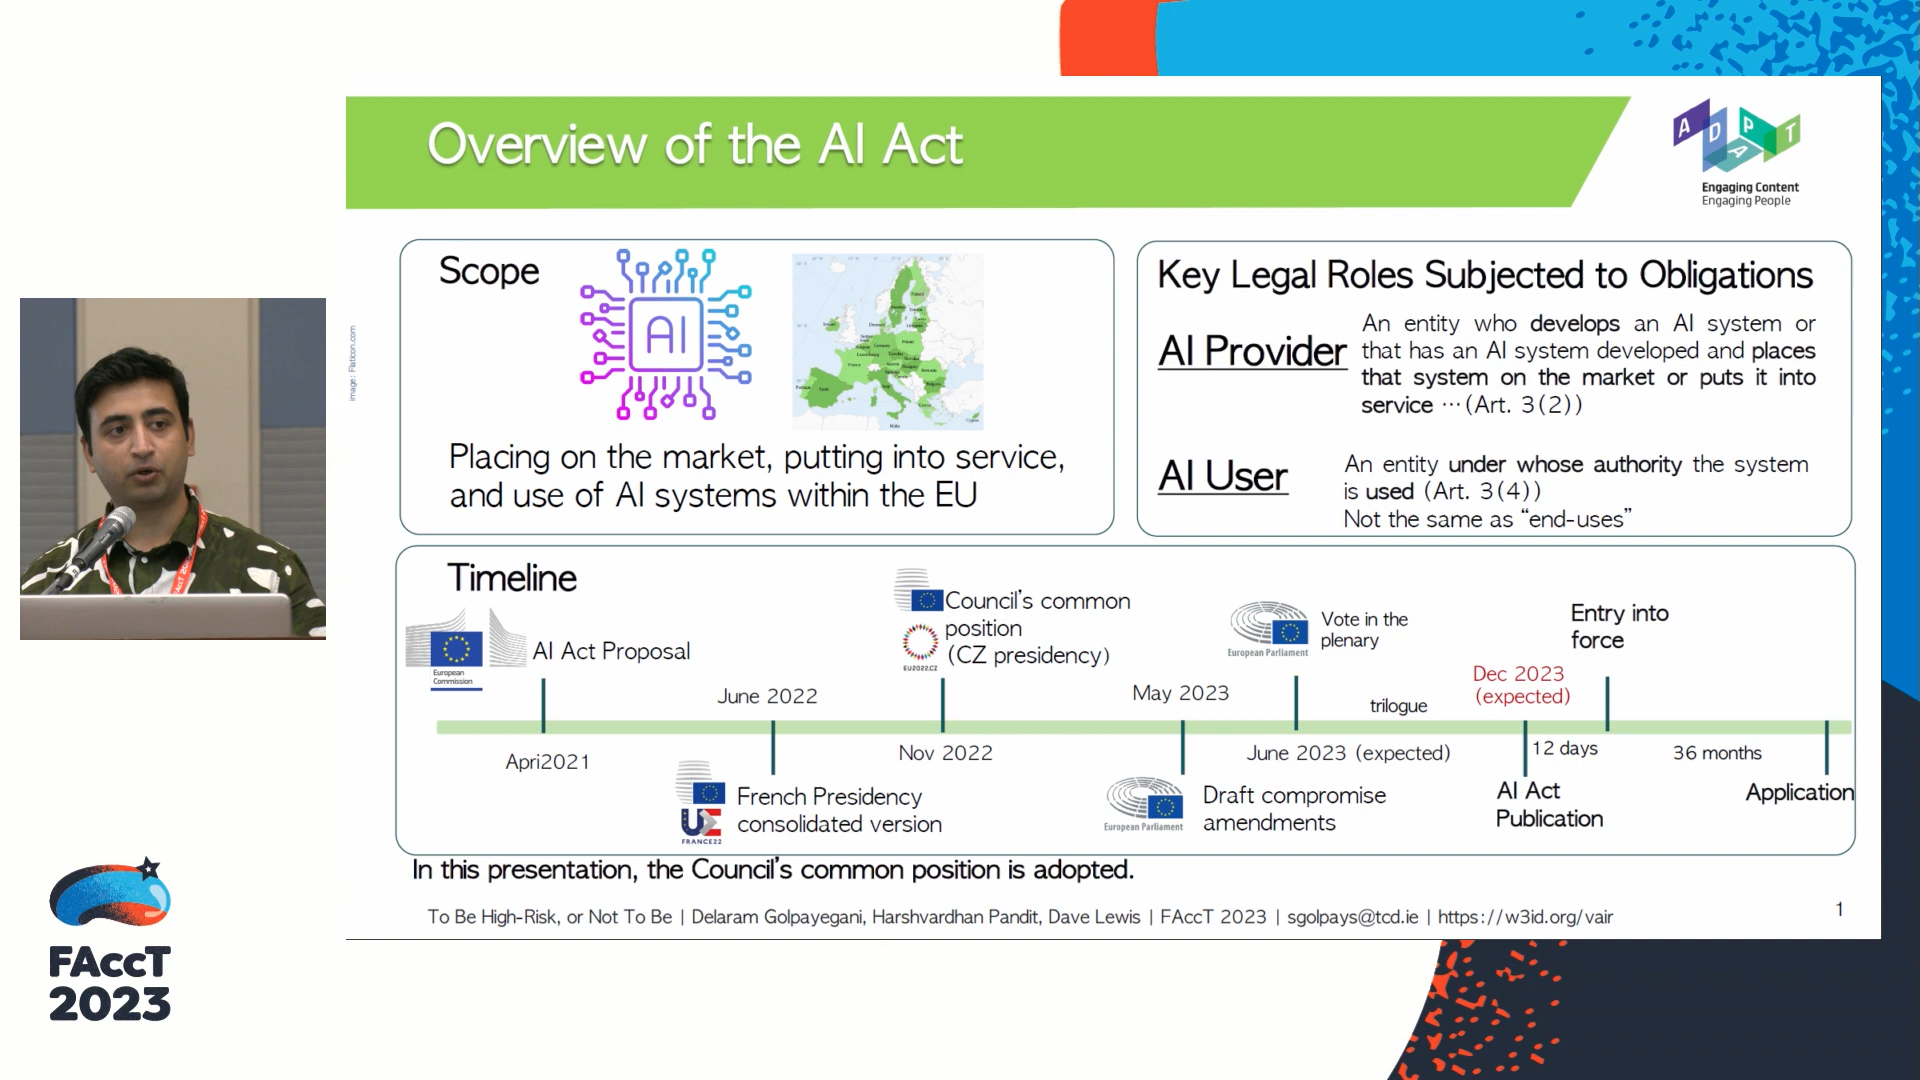 Overview of the AI Act
A D A P T
Engaging Content
Engaging People
Scope
AI
image: Flaticon.com
Placing on the market, putting into service,
and use of AI systems within the EU
Key Legal Roles Subjected to Obligations
AI Provider
An entity who develops an AI system or
that has an AI system developed and places
that system on the market or puts it into
service ⋯ (Art. 3(2))
AI User
An entity under whose authority the system
is used (Art. 3(4))
Not the same as “end-uses”
Timeline
European
Commission
AI Act Proposal
Apri2021
June 2022
UE
FRANCE22
French Presidency
consolidated version
EU2022.CZ
Council’s common
position
(CZ presidency)
Nov 2022
May 2023
European Parliament
Draft compromise
amendments
European Parliament
Vote in the
plenary
June 2023 (expected)
trilogue
Dec 2023
(expected)
AI Act
Publication
12 days
Entry into
force
36 months
Application
In this presentation, the Council’s common position is adopted.
To Be High-Risk, or Not To Be | Delaram Golpayegani, Harshvardhan Pandit, Dave Lewis | FAccT 2023 | sgolpays@tcd.ie | https://w3id.org/vair
1
FAccT
2023